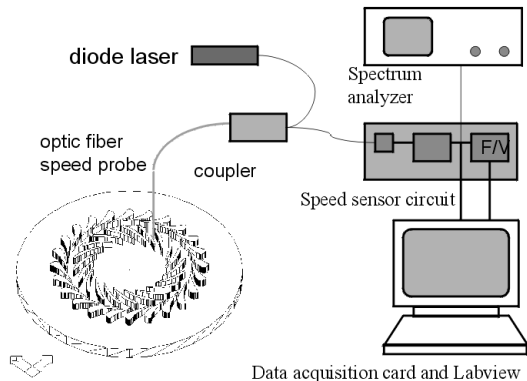 diode laser
Spectrum
analyzer
optic fiber
speed probe
coupler
F/V
Speed sensor circuit
Data acquisition card and Labview